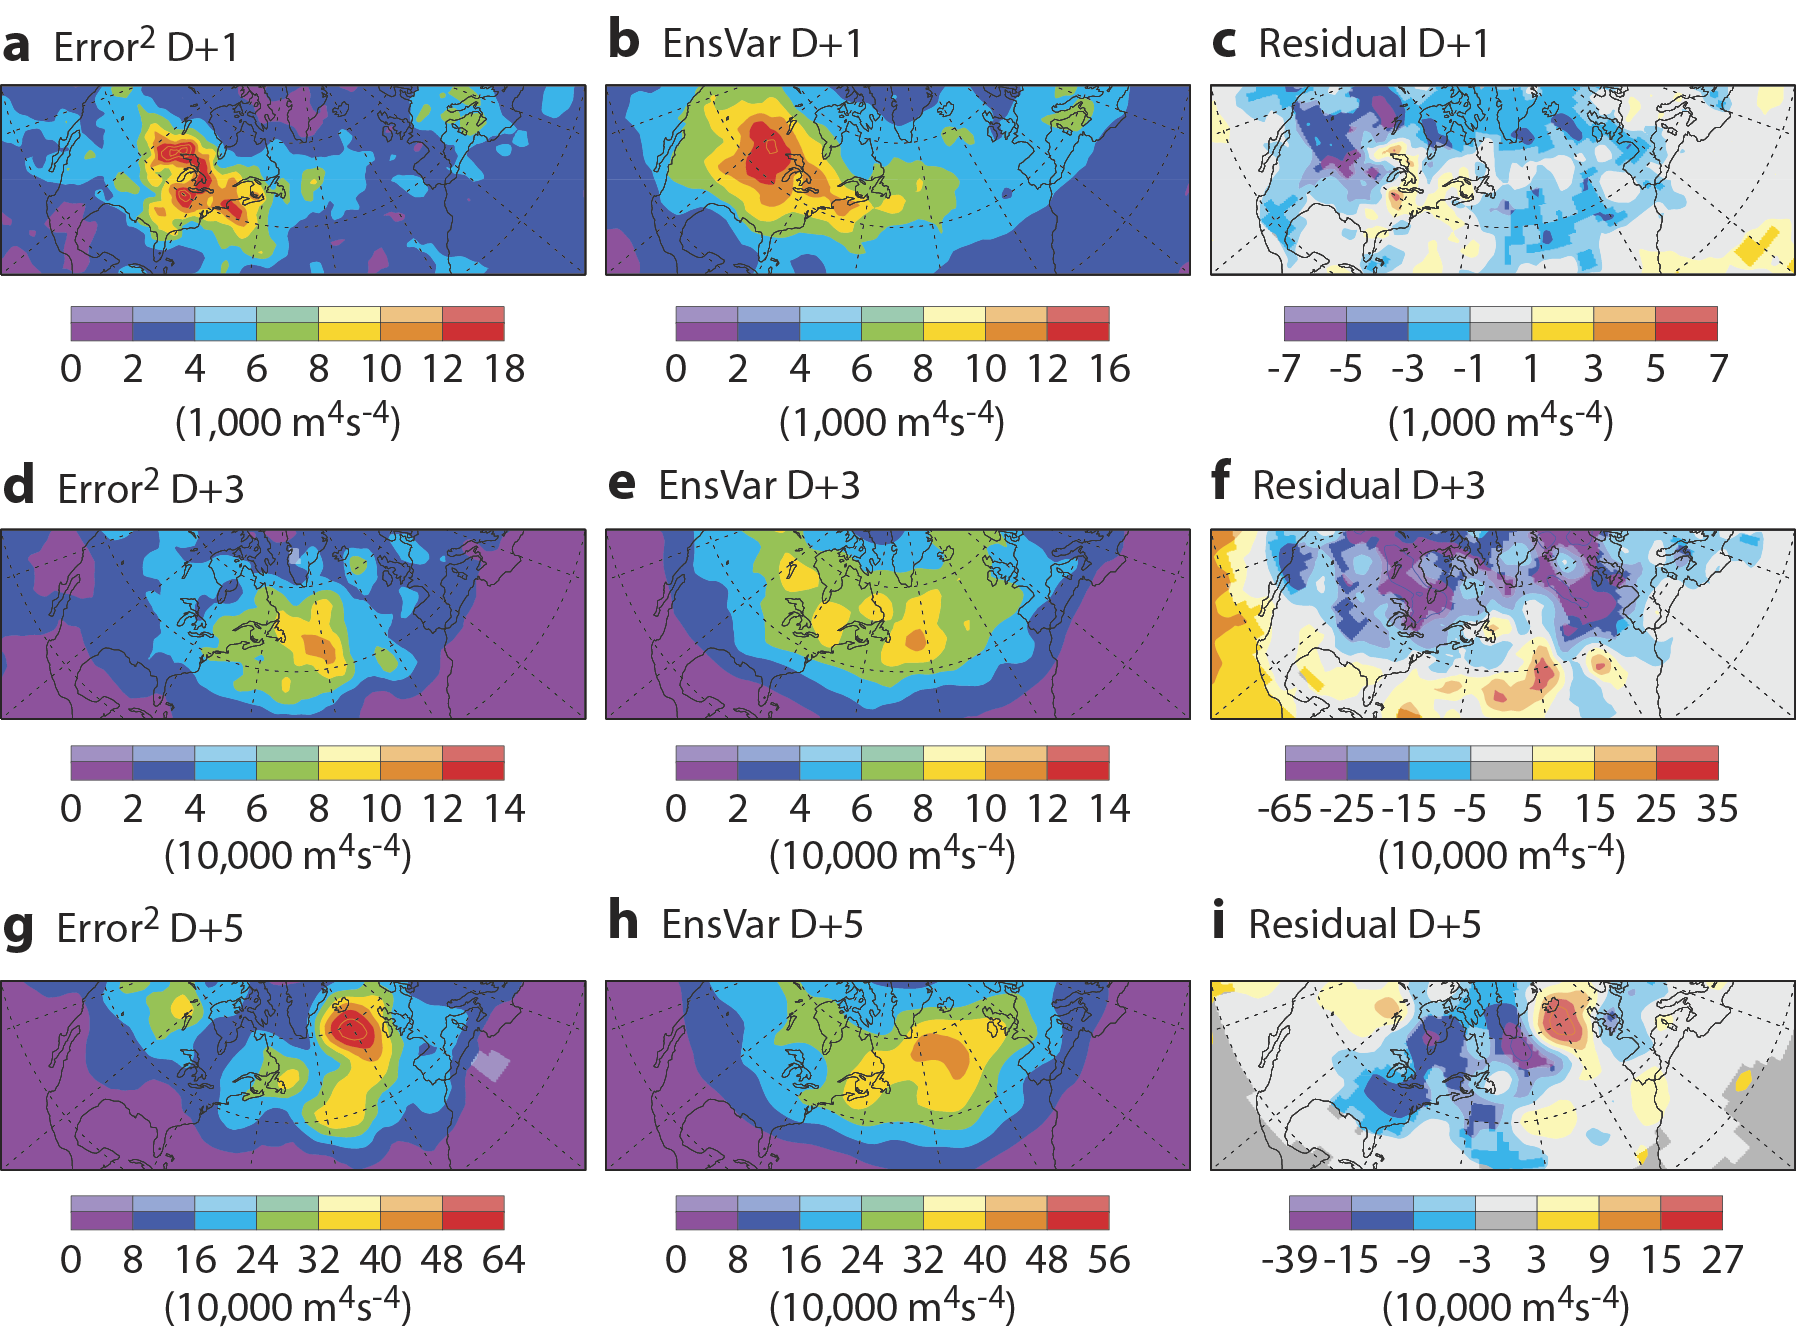 a Error² D+1
b EnsVar D+1
c Residual D+1
0 2 4 6 8 10 12 18
0 2 4 6 8 10 12 16
-7 -5 -3 -1 1 3 5 7
(1,000 m⁴s⁻⁴)
(1,000 m⁴s⁻⁴)
(1,000 m⁴s⁻⁴)
d Error² D+3
e EnsVar D+3
f Residual D+3
0 2 4 6 8 10 12 14
0 2 4 6 8 10 12 14
-65 -25 -15 -5 5 15 25 35
(10,000 m⁴s⁻⁴)
(10,000 m⁴s⁻⁴)
(10,000 m⁴s⁻⁴)
g Error² D+5
h EnsVar D+5
i Residual D+5
0 8 16 24 32 40 48 64
0 8 16 24 32 40 48 56
-39 -15 -9 -3 3 9 15 27
(10,000 m⁴s⁻⁴)
(10,000 m⁴s⁻⁴)
(10,000 m⁴s⁻⁴)